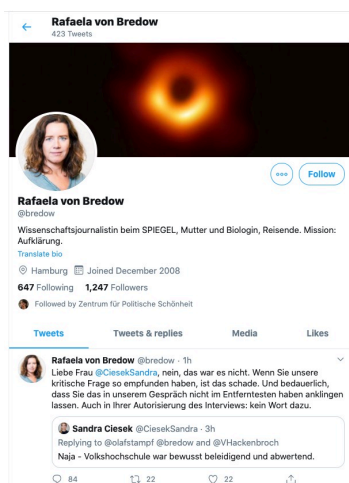 Rafaela von Bredow
423 Tweets
Follow
Rafaela von Bredow
@bredow
Wissenschaftsjournalistin beim SPIEGEL, Mutter und Biologin, Reisende. Mission:
Aufklärung.
Translate bio
Hamburg Joined December 2008
647 Following 1,247 Followers
Followed by Zentrum für Politische Schönheit
Tweets Tweets & replies Media Likes
Rafaela von Bredow @bredow · 1h
Liebe Frau @CiesekSandra, nein, das war es nicht. Wenn Sie unsere
kritische Frage so empfunden haben, ist das schade. Und bedauerlich,
dass Sie das in unserem Gespräch nicht im Entferntesten haben anklingen
lassen. Auch in Ihrer Autorisierung des Interviews: kein Wort dazu.
Sandra Ciesek @CiesekSandra · 3h
Replying to @olafstampf @bredow and @VHackenbroch
Naja - Volkshochschule war bewusst beleidigend und abwertend.
84 22 22